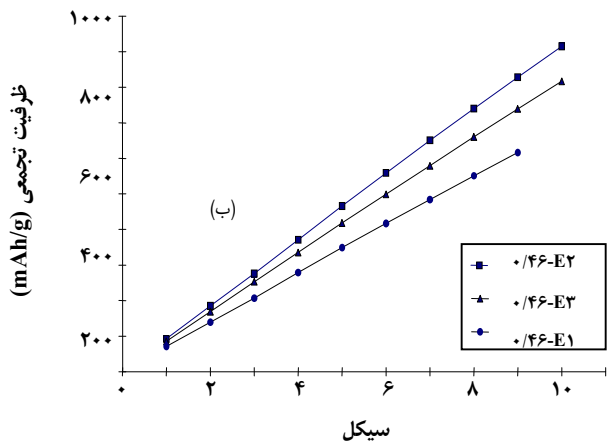 ۱۰۰۰
۸۰۰
۶۰۰
۴۰۰
۲۰۰
ظرفیت تجمعی (mAh/g)
(ب)
۰/۴۶-E۲
۰/۴۶-E۳
۰/۴۶-E۱
۰ ۲ ۴ ۶ ۸ ۱۰
سیکل